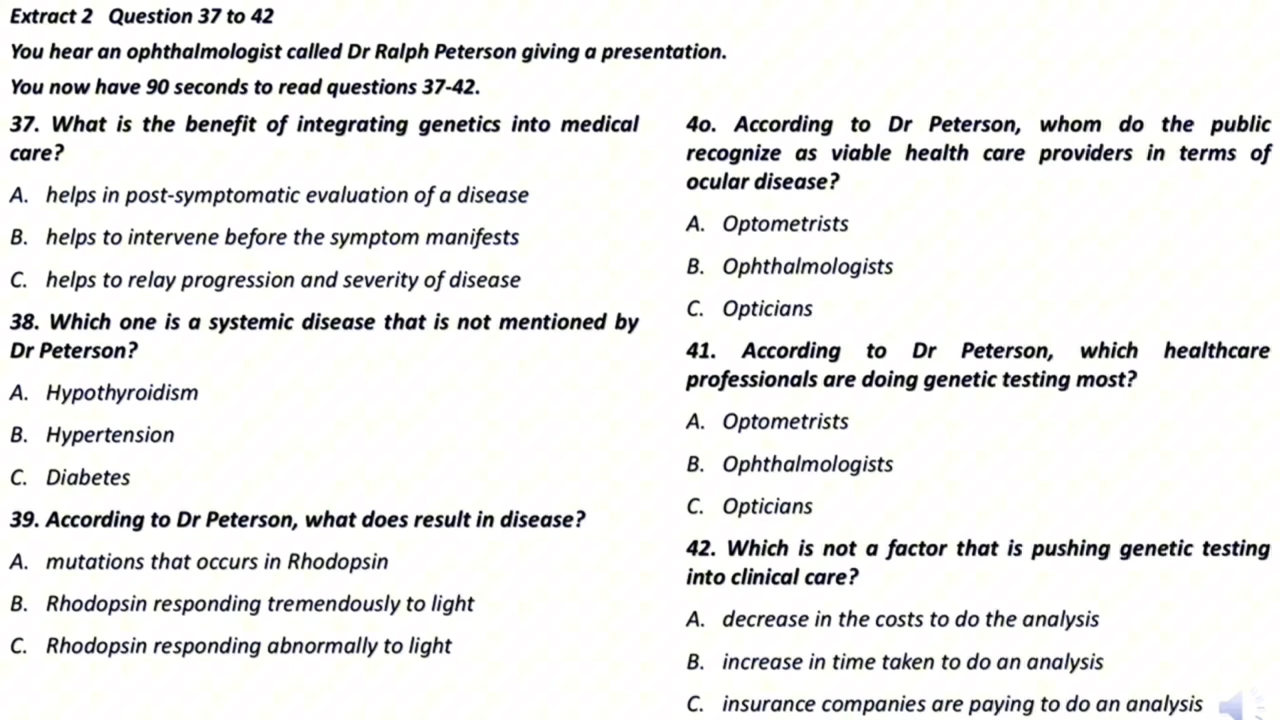 Extract 2   Question 37 to 42
You hear an ophthalmologist called Dr Ralph Peterson giving a presentation.
You now have 90 seconds to read questions 37-42.
37. What is the benefit of integrating genetics into medical
care?
A. helps in post-symptomatic evaluation of a disease
B. helps to intervene before the symptom manifests
C. helps to relay progression and severity of disease
38. Which one is a systemic disease that is not mentioned by
Dr Peterson?
A. Hypothyroidism
B. Hypertension
C. Diabetes
39. According to Dr Peterson, what does result in disease?
A. mutations that occurs in Rhodopsin
B. Rhodopsin responding tremendously to light
C. Rhodopsin responding abnormally to light
4o. According to Dr Peterson, whom do the public
recognize as viable health care providers in terms of
ocular disease?
A. Optometrists
B. Ophthalmologists
C. Opticians
41. According to Dr Peterson, which healthcare
professionals are doing genetic testing most?
A. Optometrists
B. Ophthalmologists
C. Opticians
42. Which is not a factor that is pushing genetic testing
into clinical care?
A. decrease in the costs to do the analysis
B. increase in time taken to do an analysis
C. insurance companies are paying to do an analysis